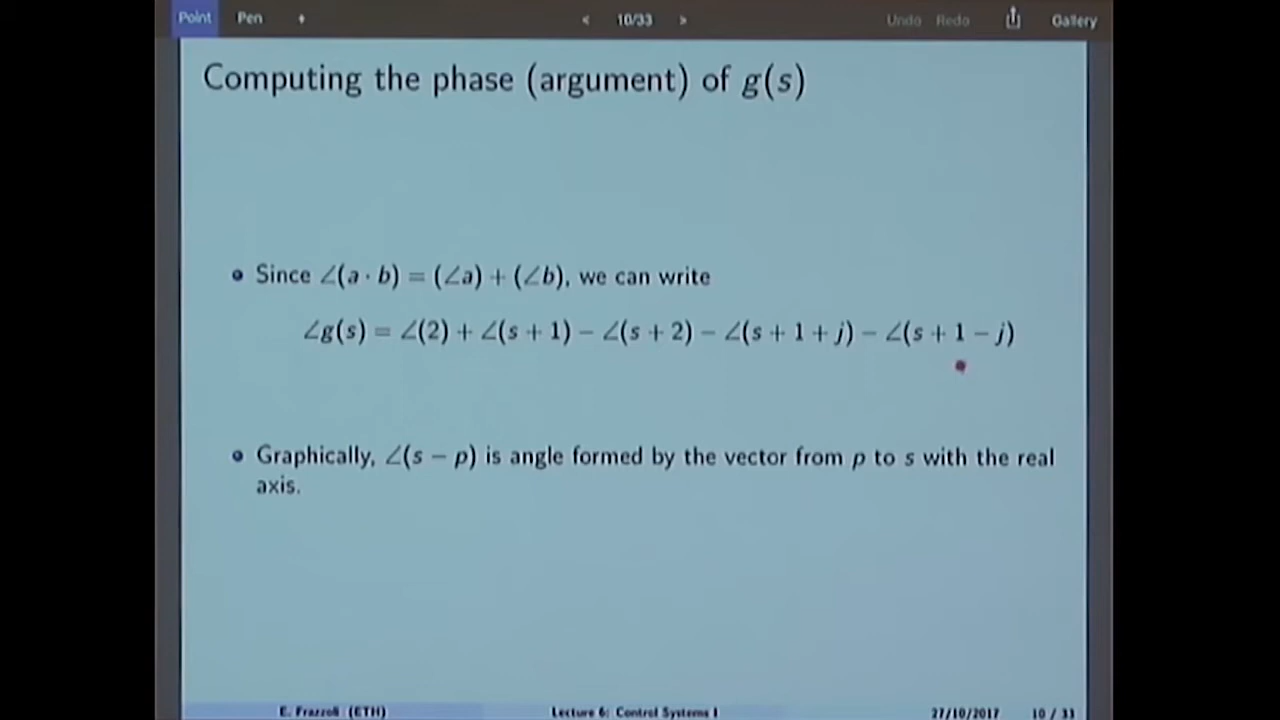 Point Pen < 10/33 > Undo Redo Gallery
Computing the phase (argument) of g(s)
Since ∠(a · b) = (∠a) + (∠b), we can write
∠g(s) = ∠(2) + ∠(s + 1) − ∠(s + 2) − ∠(s + 1 + j) − ∠(s + 1 − j)
Graphically, ∠(s − p) is angle formed by the vector from p to s with the real
axis.
E. Frazzoli (ETH) Lecture 6: Control Systems I 27/10/2017 10 / 33